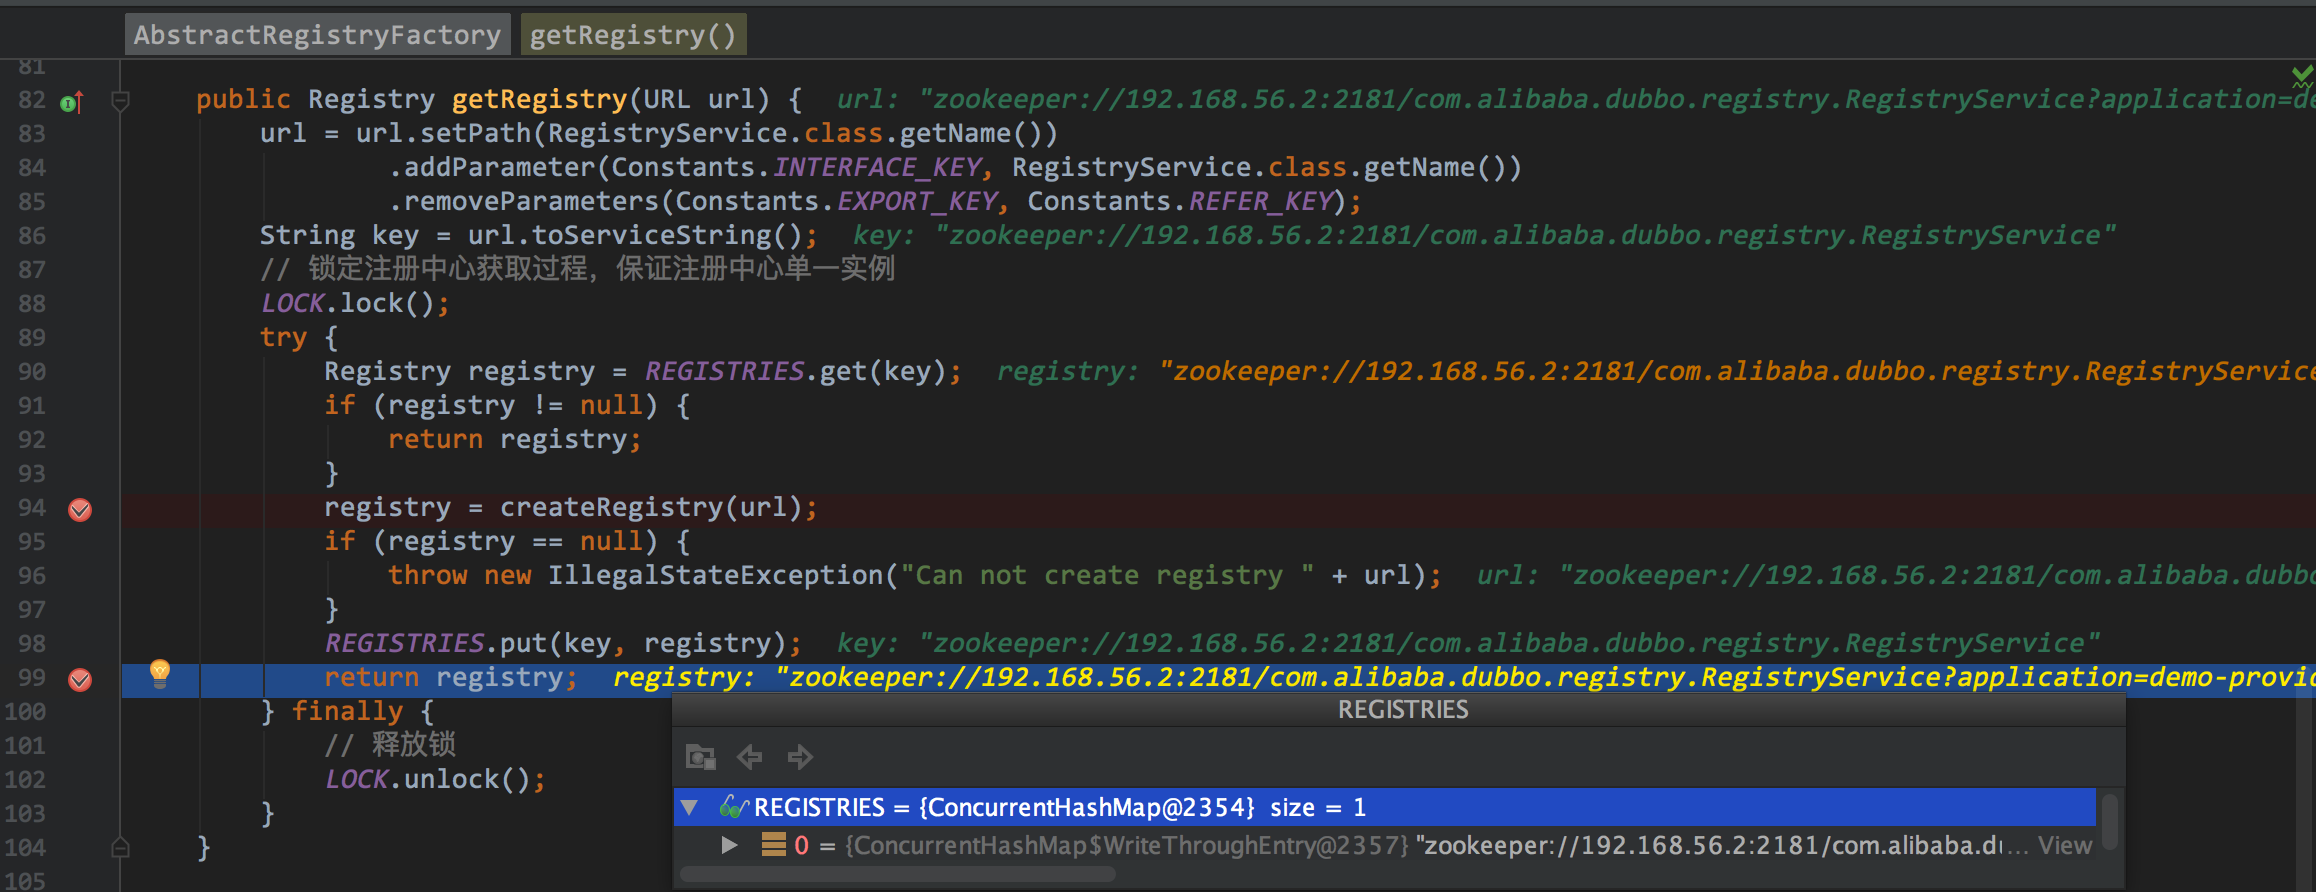 AbstractRegistryFactory getRegistry()
81
82 public Registry getRegistry(URL url) { url: "zookeeper://192.168.56.2:2181/com.alibaba.dubbo.registry.RegistryService?application=de
83 url = url.setPath(RegistryService.class.getName())
84 .addParameter(Constants.INTERFACE_KEY, RegistryService.class.getName())
85 .removeParameters(Constants.EXPORT_KEY, Constants.REFER_KEY);
86 String key = url.toServiceString(); key: "zookeeper://192.168.56.2:2181/com.alibaba.dubbo.registry.RegistryService"
87 // 锁定注册中心获取过程，保证注册中心单一实例
88 LOCK.lock();
89 try {
90 Registry registry = REGISTRIES.get(key); registry: "zookeeper://192.168.56.2:2181/com.alibaba.dubbo.registry.RegistryService
91 if (registry != null) {
92 return registry;
93 }
94 registry = createRegistry(url);
95 if (registry == null) {
96 throw new IllegalStateException("Can not create registry " + url); url: "zookeeper://192.168.56.2:2181/com.alibaba.dubbo
97 }
98 REGISTRIES.put(key, registry); key: "zookeeper://192.168.56.2:2181/com.alibaba.dubbo.registry.RegistryService"
99 return registry; registry: "zookeeper://192.168.56.2:2181/com.alibaba.dubbo.registry.RegistryService?application=demo-provid
100 } finally {
REGISTRIES
101 // 释放锁
102 LOCK.unlock();
103 }
REGISTRIES = {ConcurrentHashMap@2354} size = 1
104 }
0 = {ConcurrentHashMap$WriteThroughEntry@2357} "zookeeper://192.168.56.2:2181/com.alibaba.du... View
105